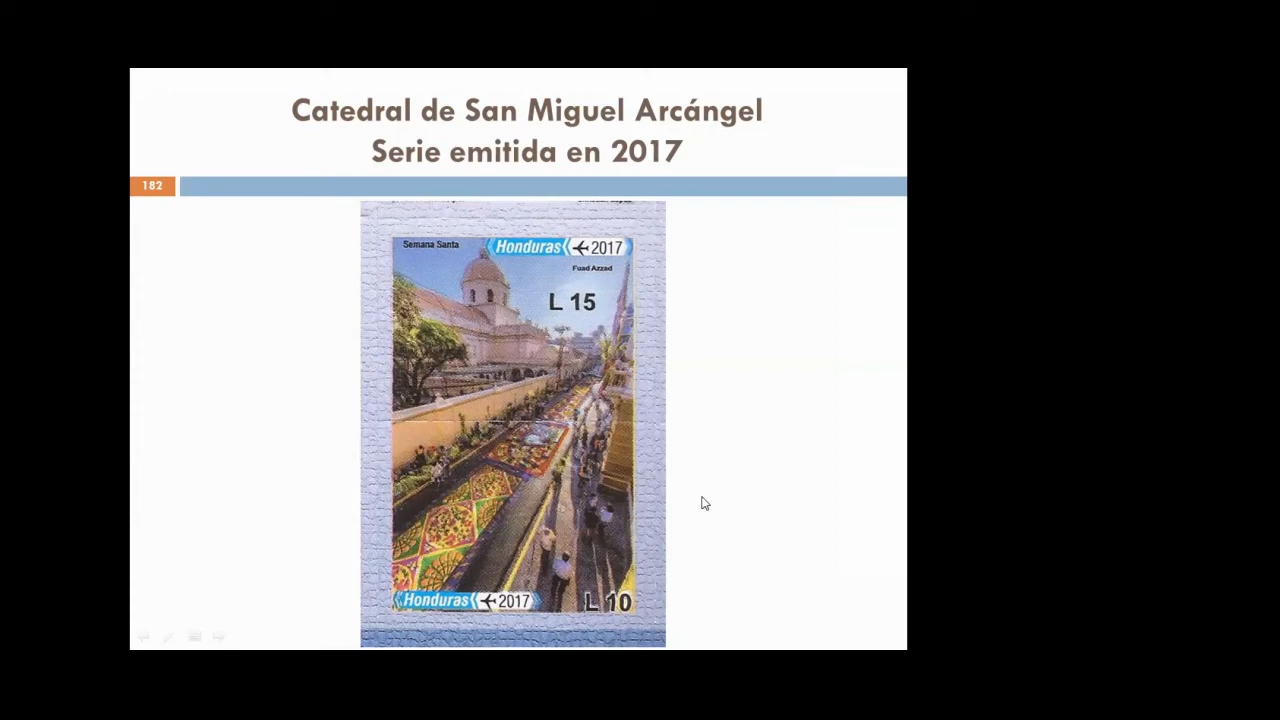 Catedral de San Miguel Arcángel
Serie emitida en 2017
182
Semana Santa
Honduras 2017
Fuad Azzad
L 15
Honduras 2017
L 10